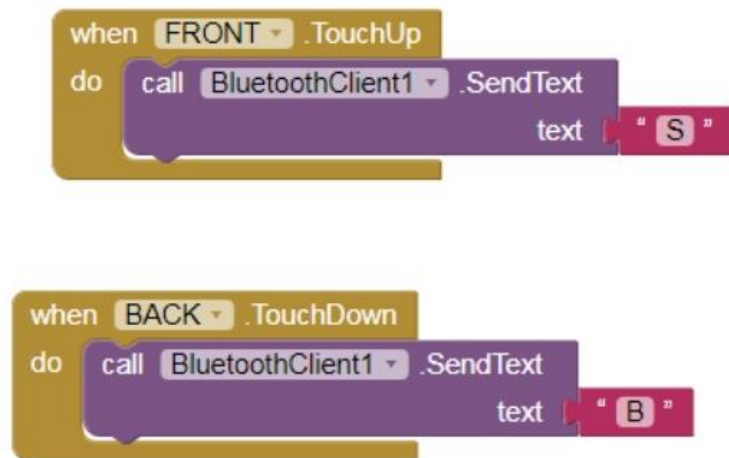 when FRONT .TouchUp
do call BluetoothClient1 .SendText
text " S "
when BACK .TouchDown
do call BluetoothClient1 .SendText
text " B "